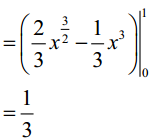 = (2/3 x^(3/2) − 1/3 x^3)|_0^1
= 1/3